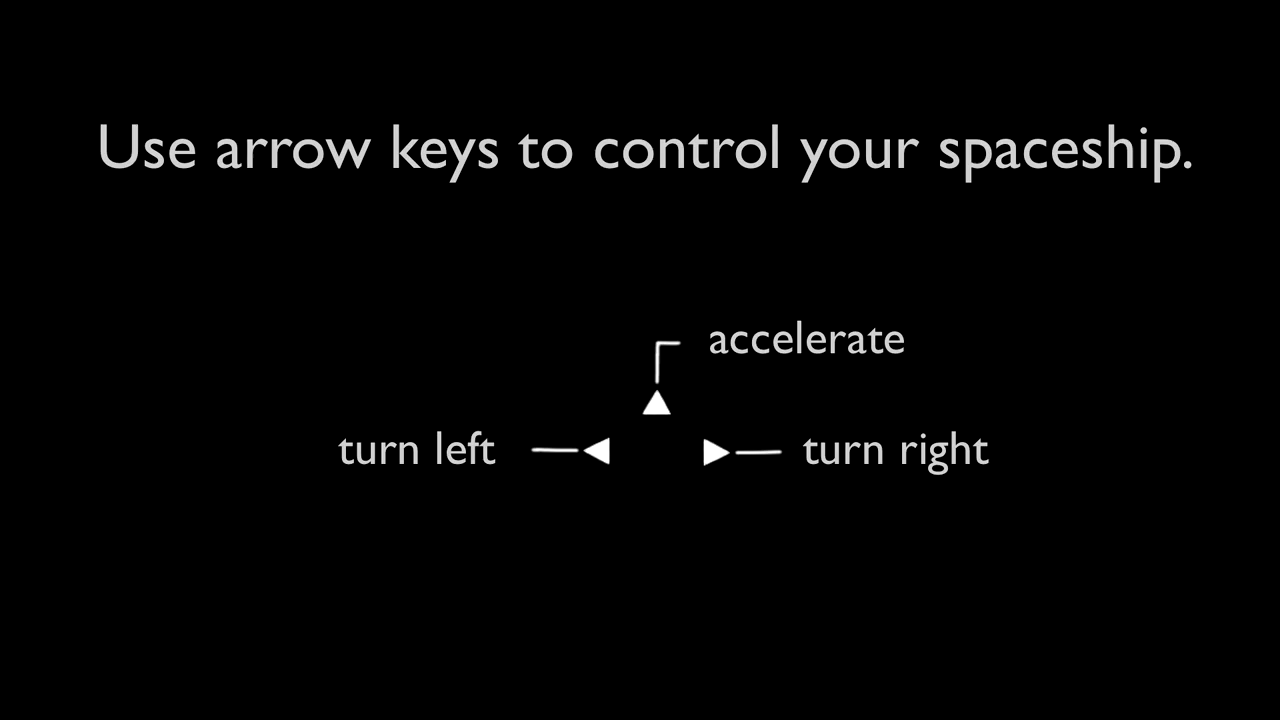 Use arrow keys to control your spaceship.
accelerate
turn left
turn right